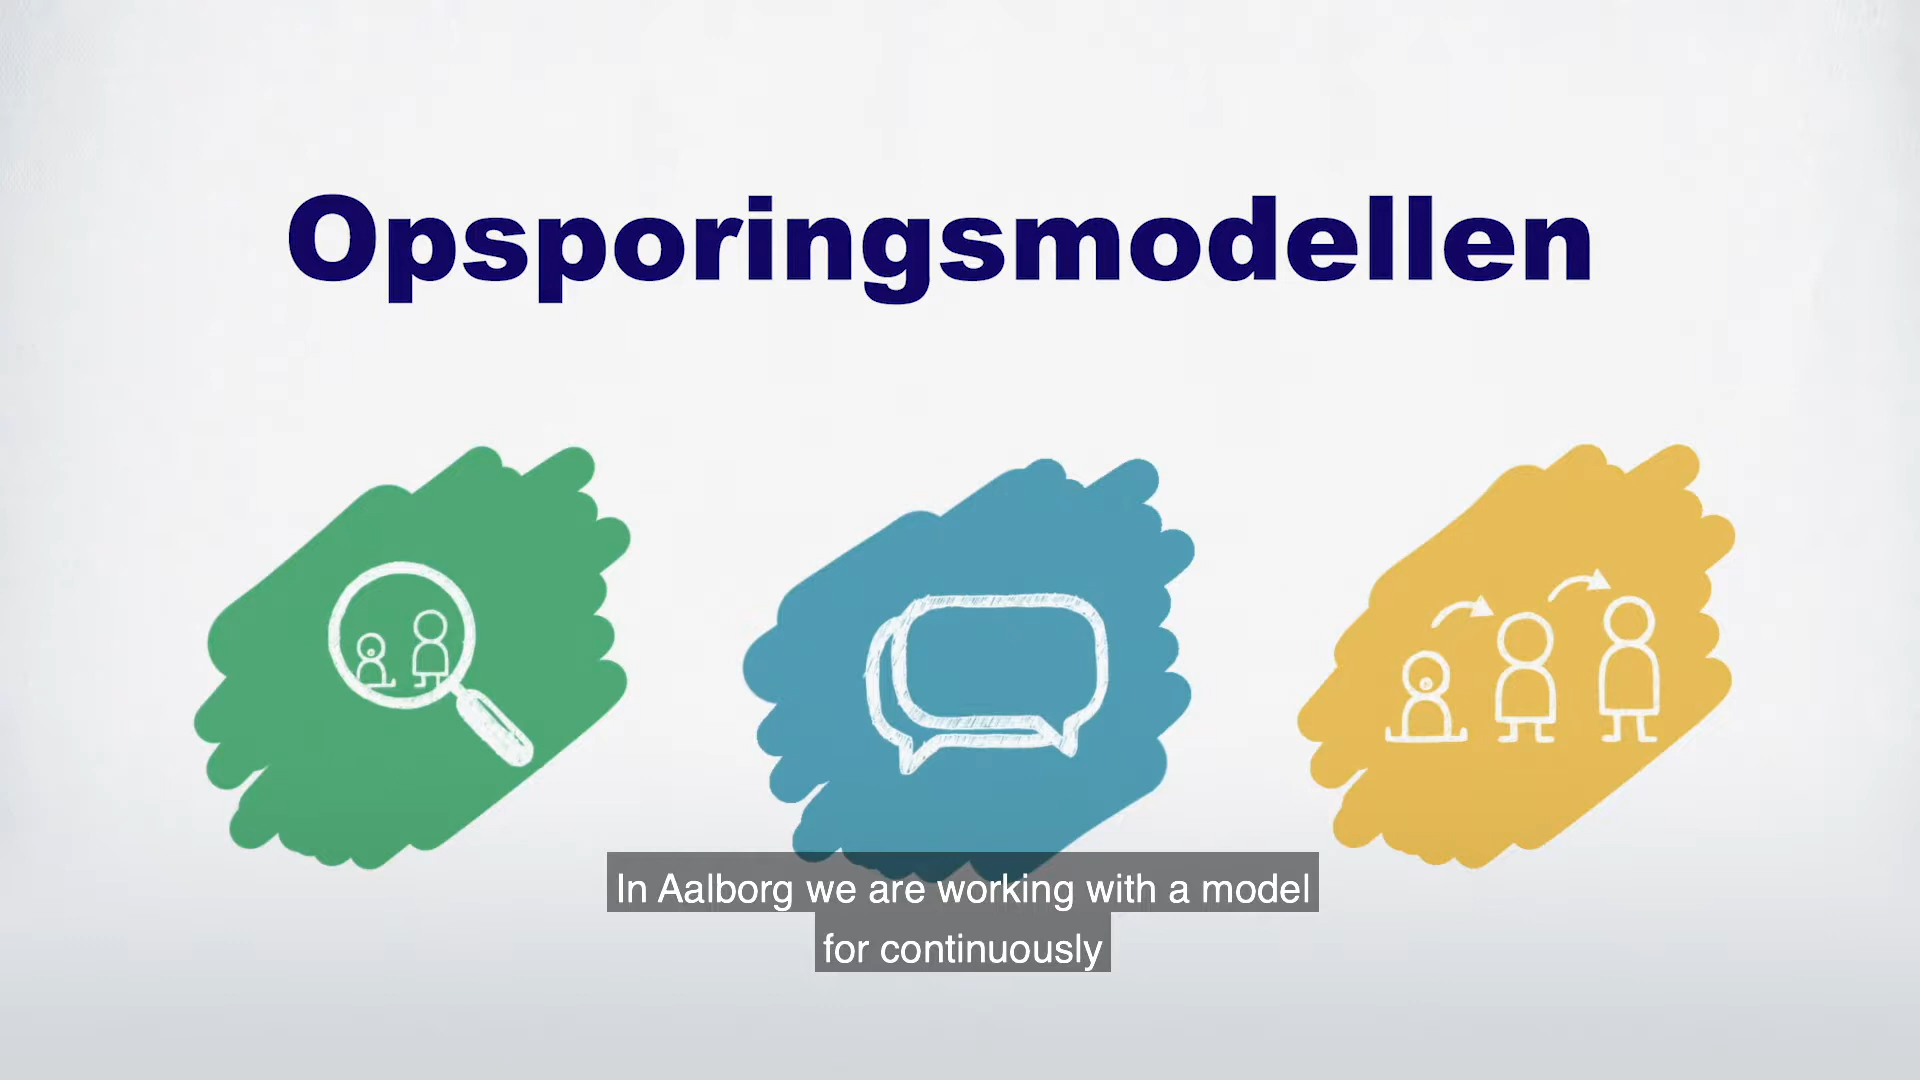 Opsporingsmodellen
In Aalborg we are working with a model
for continuously